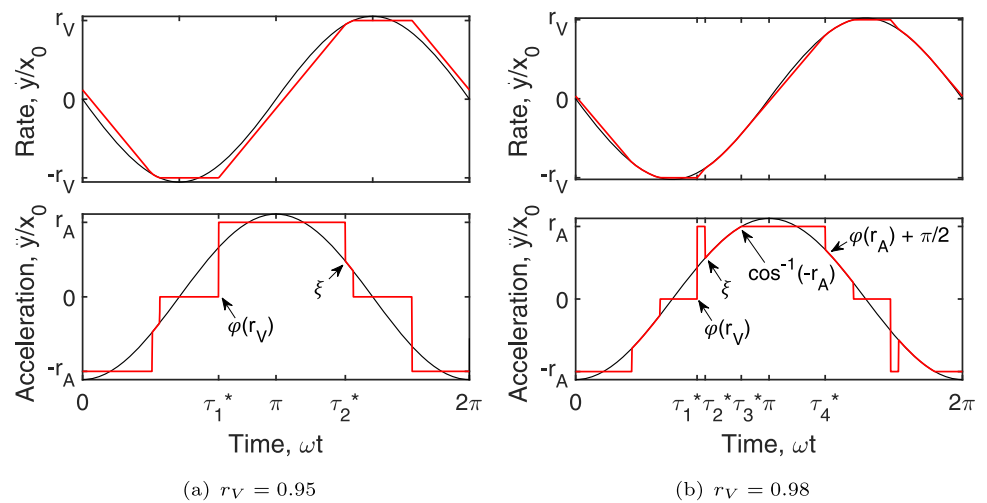 r_V
0
-r_V
Rate, ẏ/x_0
r_A
0
-r_A
Acceleration, ÿ/x_0
φ(r_V)
ξ
0
τ_1*
π
τ_2*
2π
Time, ωt
(a) r_V = 0.95
r_V
0
-r_V
Rate, ẏ/x_0
r_A
0
-r_A
Acceleration, ÿ/x_0
φ(r_A) + π/2
cos^-1(-r_A)
ξ
φ(r_V)
0
τ_1*τ_2*τ_3*π
τ_4*
2π
Time, ωt
(b) r_V = 0.98